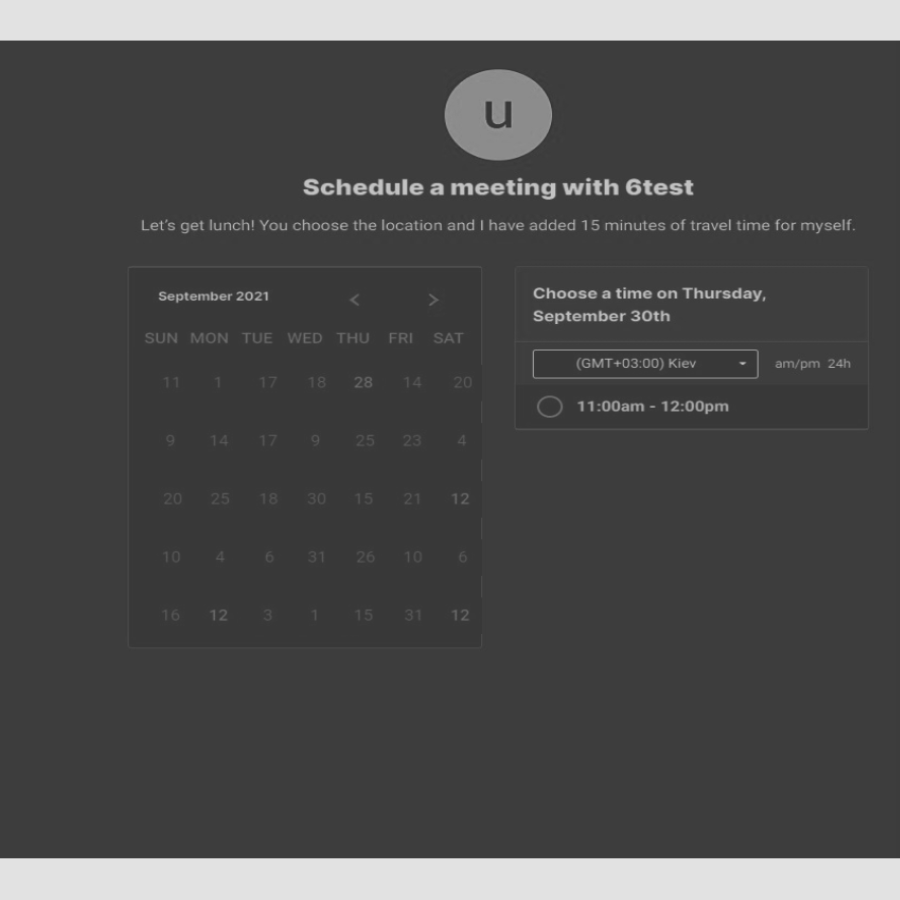 u
Schedule a meeting with 6test
Let's get lunch! You choose the location and I have added 15 minutes of travel time for myself.
September 2021 < >
SUN MON TUE WED THU FRI SAT
11 1 17 18 28 14 20
9 14 17 9 25 23 4
20 25 18 30 15 21 12
10 4 6 31 26 10 6
16 12 3 1 15 31 12
Choose a time on Thursday,
September 30th
(GMT+03:00) Kiev am/pm 24h
11:00am - 12:00pm